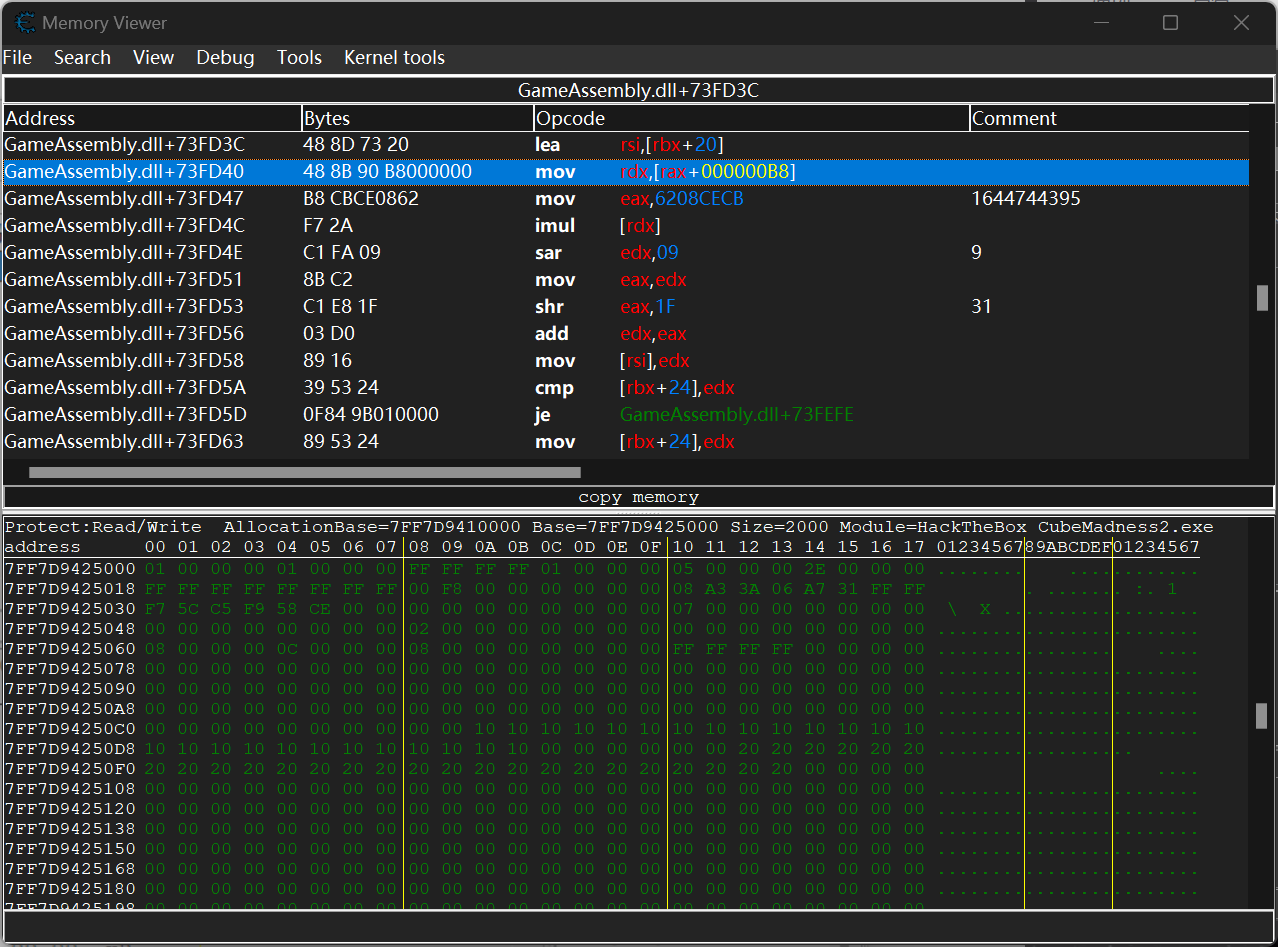 Memory Viewer
File Search View Debug Tools Kernel tools
GameAssembly.dll+73FD3C
Address Bytes Opcode Comment
GameAssembly.dll+73FD3C 48 8D 73 20 lea rsi,[rbx+20]
GameAssembly.dll+73FD40 48 8B 90 B8000000 mov rdx,[rax+000000B8]
GameAssembly.dll+73FD47 B8 CBCE0862 mov eax,6208CECB 1644744395
GameAssembly.dll+73FD4C F7 2A imul [rdx]
GameAssembly.dll+73FD4E C1 FA 09 sar edx,09 9
GameAssembly.dll+73FD51 8B C2 mov eax,edx
GameAssembly.dll+73FD53 C1 E8 1F shr eax,1F 31
GameAssembly.dll+73FD56 03 D0 add edx,eax
GameAssembly.dll+73FD58 89 16 mov [rsi],edx
GameAssembly.dll+73FD5A 39 53 24 cmp [rbx+24],edx
GameAssembly.dll+73FD5D 0F84 9B010000 je GameAssembly.dll+73FEFE
GameAssembly.dll+73FD63 89 53 24 mov [rbx+24],edx
copy memory
Protect:Read/Write AllocationBase=7FF7D9410000 Base=7FF7D9425000 Size=2000 Module=HackTheBox CubeMadness2.exe
address 00 01 02 03 04 05 06 07 08 09 0A 0B 0C 0D 0E 0F 10 11 12 13 14 15 16 17 0123456789ABCDEF01234567
7FF7D9425000 01 00 00 00 01 00 00 00 FF FF FF FF 01 00 00 00 05 00 00 00 2E 00 00 00 ........ ............
7FF7D9425018 FF FF FF FF FF FF FF FF 00 F8 00 00 00 00 00 00 08 A3 3A 06 A7 31 FF FF . ....... :. 1
7FF7D9425030 F7 5C C5 F9 58 CE 00 00 00 00 00 00 00 00 00 00 07 00 00 00 00 00 00 00 \ X ..................
7FF7D9425048 00 00 00 00 00 00 00 00 02 00 00 00 00 00 00 00 00 00 00 00 00 00 00 00 ........................
7FF7D9425060 08 00 00 00 0C 00 00 00 08 00 00 00 00 00 00 00 FF FF FF FF 00 00 00 00 ................ ....
7FF7D9425078 00 00 00 00 00 00 00 00 00 00 00 00 00 00 00 00 00 00 00 00 00 00 00 00 ........................
7FF7D9425090 00 00 00 00 00 00 00 00 00 00 00 00 00 00 00 00 00 00 00 00 00 00 00 00 ........................
7FF7D94250A8 00 00 00 00 00 00 00 00 00 00 00 00 00 00 00 00 00 00 00 00 00 00 00 00 ........................
7FF7D94250C0 00 00 00 00 00 00 00 00 00 00 10 10 10 10 10 10 10 10 10 10 10 10 10 10 ........................
7FF7D94250D8 10 10 10 10 10 10 10 10 10 10 10 10 00 00 00 00 00 00 20 20 20 20 20 20 ..................
7FF7D94250F0 20 20 20 20 20 20 20 20 20 20 20 20 20 20 20 20 20 20 20 20 00 00 00 00 ....
7FF7D9425108 00 00 00 00 00 00 00 00 00 00 00 00 00 00 00 00 00 00 00 00 00 00 00 00 ........................
7FF7D9425120 00 00 00 00 00 00 00 00 00 00 00 00 00 00 00 00 00 00 00 00 00 00 00 00 ........................
7FF7D9425138 00 00 00 00 00 00 00 00 00 00 00 00 00 00 00 00 00 00 00 00 00 00 00 00 ........................
7FF7D9425150 00 00 00 00 00 00 00 00 00 00 00 00 00 00 00 00 00 00 00 00 00 00 00 00 ........................
7FF7D9425168 00 00 00 00 00 00 00 00 00 00 00 00 00 00 00 00 00 00 00 00 00 00 00 00 ........................
7FF7D9425180 00 00 00 00 00 00 00 00 00 00 00 00 00 00 00 00 00 00 00 00 00 00 00 00 ........................
7FF7D9425198 00 00 00 00 00 00 00 00 00 00 00 00 00 00 00 00 00 00 00 00 00 00 00 00